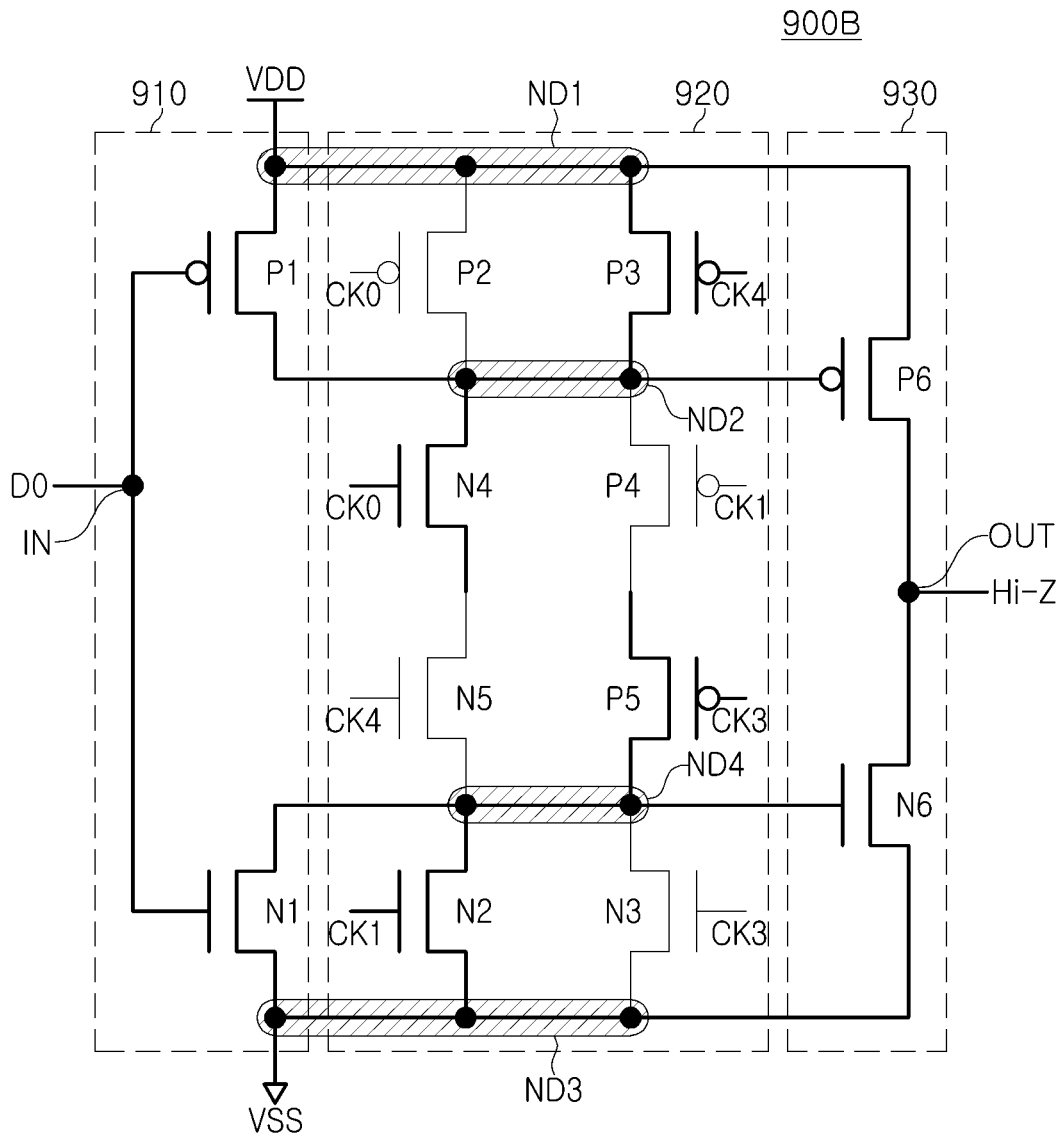 900B
VDD
910
ND1
920
930
P1
CK0
P2
P3
CK4
P6
ND2
D0
IN
CK0
N4
P4
CK1
OUT
Hi-Z
CK4
N5
P5
CK3
ND4
N6
N1
CK1
N2
N3
CK3
ND3
VSS